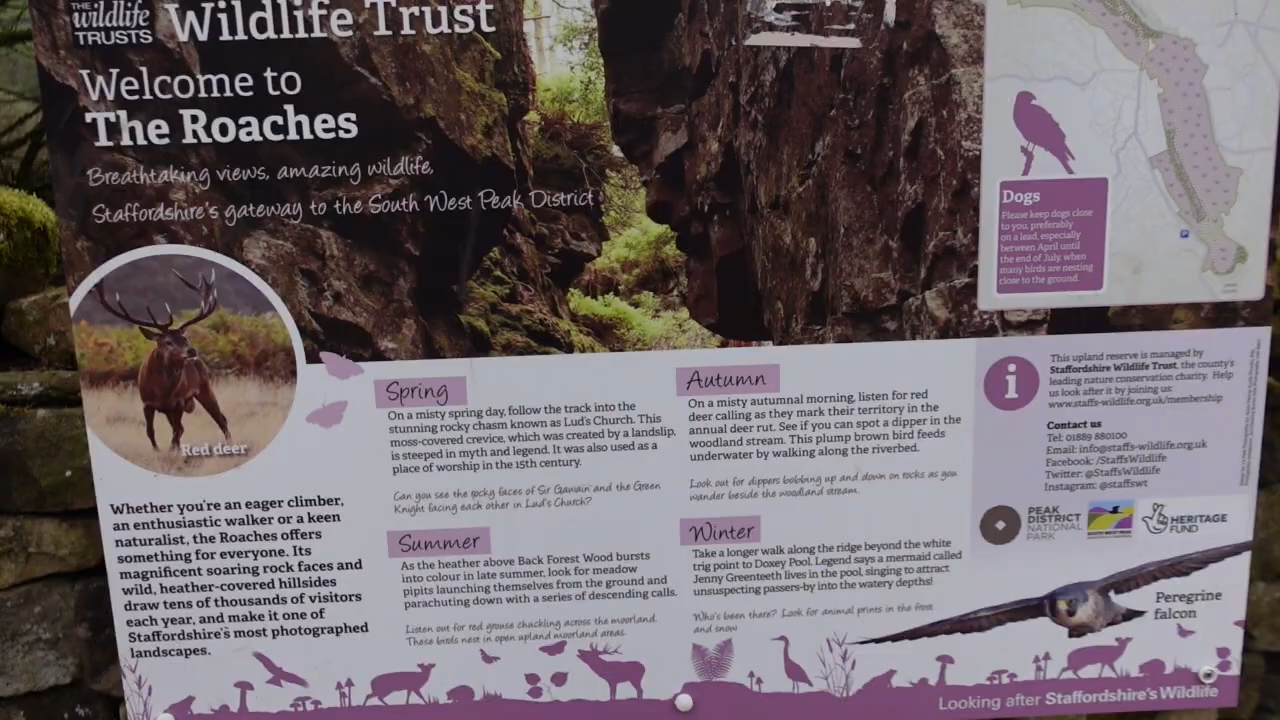 THE
wildlife
TRUSTS
Wildlife Trust
Welcome to
The Roaches
Breathtaking views, amazing wildlife,
Staffordshire's gateway to the South West Peak District
Red deer
Whether you're an eager climber,
an enthusiastic walker or a keen
naturalist, the Roaches offers
something for everyone. Its
magnificent soaring rock faces and
wild, heather-covered hillsides
draw tens of thousands of visitors
each year, and make it one of
Staffordshire's most photographed
landscapes.
Spring
On a misty spring day, follow the track into the
stunning rocky chasm known as Lud's Church. This
moss-covered crevice, which was created by a landslip,
is steeped in myth and legend. It was also used as a
place of worship in the 15th century.
Can you see the rocky faces of Sir Gawain and the Green
Knight facing each other in Lud's Church?
Summer
As the heather above Back Forest Wood bursts
into colour in late summer, look for meadow
pipits launching themselves from the ground and
parachuting down with a series of descending calls.
Listen out for red grouse chuckling across the moorland.
These birds nest in open upland moorland areas.
Autumn
On a misty autumnal morning, listen for red
deer calling as they mark their territory in the
annual deer rut. See if you can spot a dipper in the
woodland stream. This plump brown bird feeds
underwater by walking along the riverbed.
Look out for dippers bobbing up and down on rocks as you
wander beside the woodland stream.
Winter
Take a longer walk along the ridge beyond the white
trig point to Doxey Pool. Legend says a mermaid called
Jenny Greenteeth lives in the pool, singing to attract
unsuspecting passers-by into the watery depths!
Who's been there? Look for animal prints in the frost
and snow
Dogs
Please keep dogs close
to you, preferably
on a lead, especially
between April until
the end of July, when
many birds are nesting
close to the ground.
P
i
This upland reserve is managed by
Staffordshire Wildlife Trust, the county's
leading nature conservation charity. Help
us look after it by joining us:
www.staffs-wildlife.org.uk/membership
Contact us
Tel: 01889 880100
Email: info@staffs-wildlife.org.uk
Facebook: /StaffsWildlife
Twitter: @StaffsWildlife
Instagram: @staffswt
PEAK
DISTRICT
NATIONAL
PARK
SOUTH WEST PEAK
HERITAGE
FUND
Peregrine
falcon
Looking after Staffordshire's Wildlife